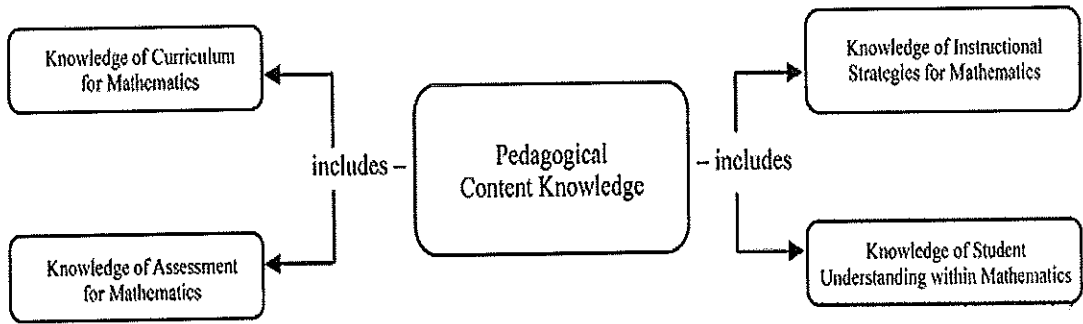 Knowledge of Curriculum
for Mathematics
Knowledge of Instructional
Strategies for Mathematics
includes –
Pedagogical
Content Knowledge
– includes
Knowledge of Assessment
for Mathematics
Knowledge of Student
Understanding within Mathematics